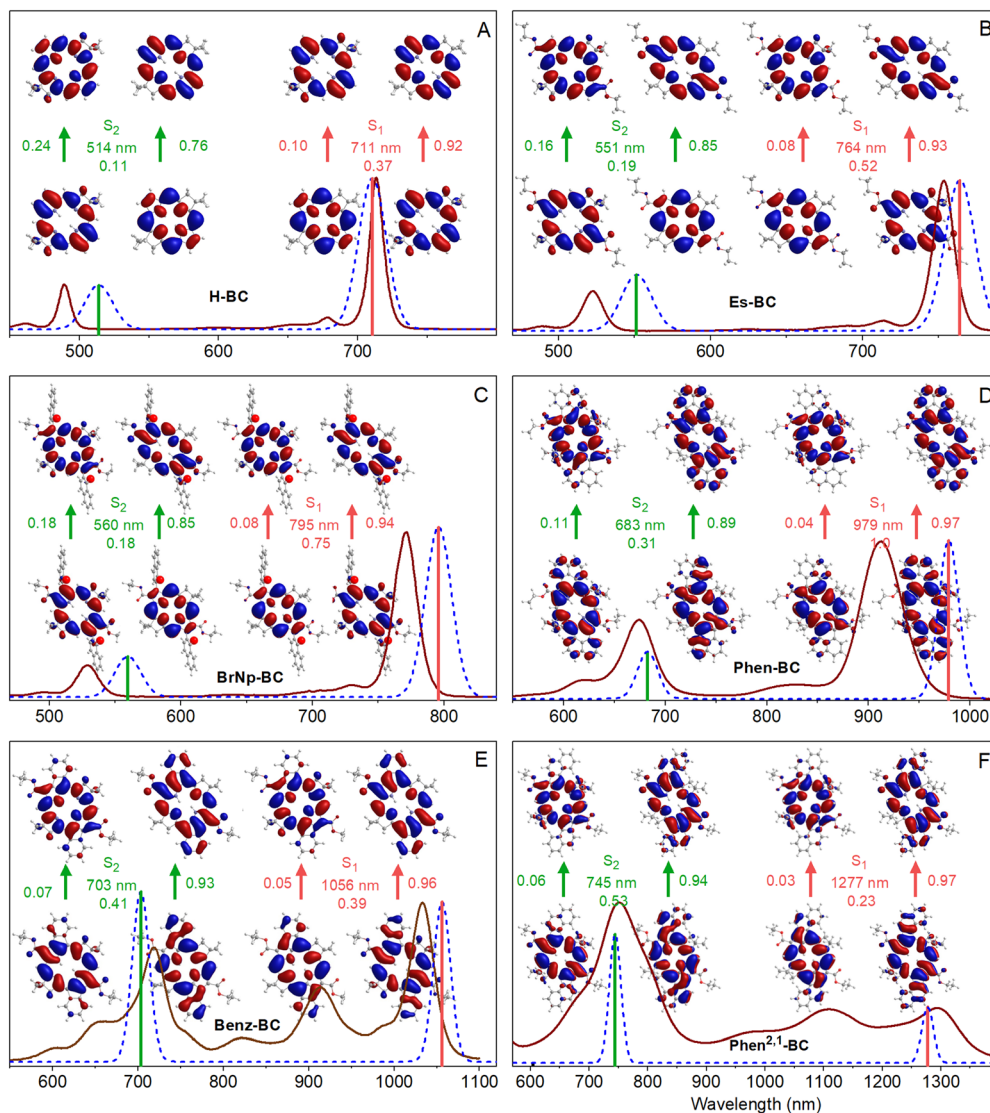 A
S2
0.24 514 nm 0.76
0.11
S1
0.10 711 nm 0.92
0.37
H-BC
500 600 700
B
S2
0.16 551 nm 0.85
0.19
S1
0.08 764 nm 0.93
0.52
Es-BC
500 600 700
C
S2
0.18 560 nm 0.85
0.18
S1
0.08 795 nm 0.94
0.75
BrNp-BC
500 600 700 800
D
S2
0.11 683 nm 0.89
0.31
S1
0.04 979 nm 0.97
1.0
Phen-BC
600 700 800 900 1000
E
S2
0.07 703 nm 0.93
0.41
S1
0.05 1056 nm 0.96
0.39
Benz-BC
600 700 800 900 1000 1100
F
S2
0.06 745 nm 0.94
0.53
S1
0.03 1277 nm 0.97
0.23
Phen2,1-BC
600 700 800 900 1000 1100 1200 1300
Wavelength (nm)